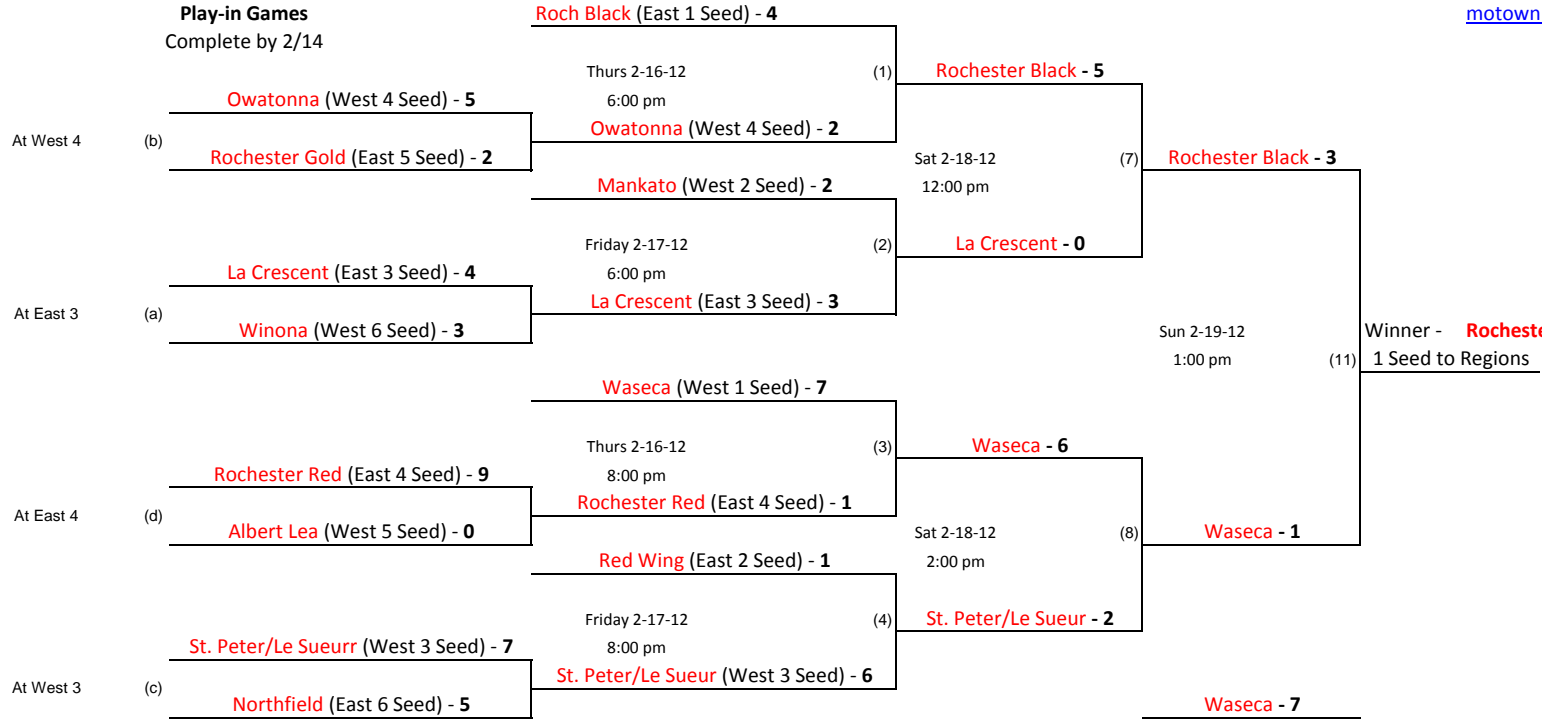 Play-in Games
Roch Black (East 1 Seed) - 4
motown
Complete by 2/14
Thurs 2-16-12
(1)
Rochester Black - 5
Owatonna (West 4 Seed) - 5
6:00 pm
Owatonna (West 4 Seed) - 2
At West 4
(b)
Rochester Gold (East 5 Seed) - 2
Sat 2-18-12
(7)
Rochester Black - 3
Mankato (West 2 Seed) - 2
12:00 pm
Friday 2-17-12
(2)
La Crescent - 0
La Crescent (East 3 Seed) - 4
6:00 pm
La Crescent (East 3 Seed) - 3
At East 3
(a)
Winona (West 6 Seed) - 3
Sun 2-19-12
Winner - Rocheste
1:00 pm
(11)
1 Seed to Regions
Waseca (West 1 Seed) - 7
Thurs 2-16-12
(3)
Waseca - 6
Rochester Red (East 4 Seed) - 9
8:00 pm
Rochester Red (East 4 Seed) - 1
At East 4
(d)
Albert Lea (West 5 Seed) - 0
Sat 2-18-12
(8)
Waseca - 1
Red Wing (East 2 Seed) - 1
2:00 pm
Friday 2-17-12
(4)
St. Peter/Le Sueur - 2
St. Peter/Le Sueurr (West 3 Seed) - 7
8:00 pm
St. Peter/Le Sueur (West 3 Seed) - 6
At West 3
(c)
Northfield (East 6 Seed) - 5
Waseca - 7